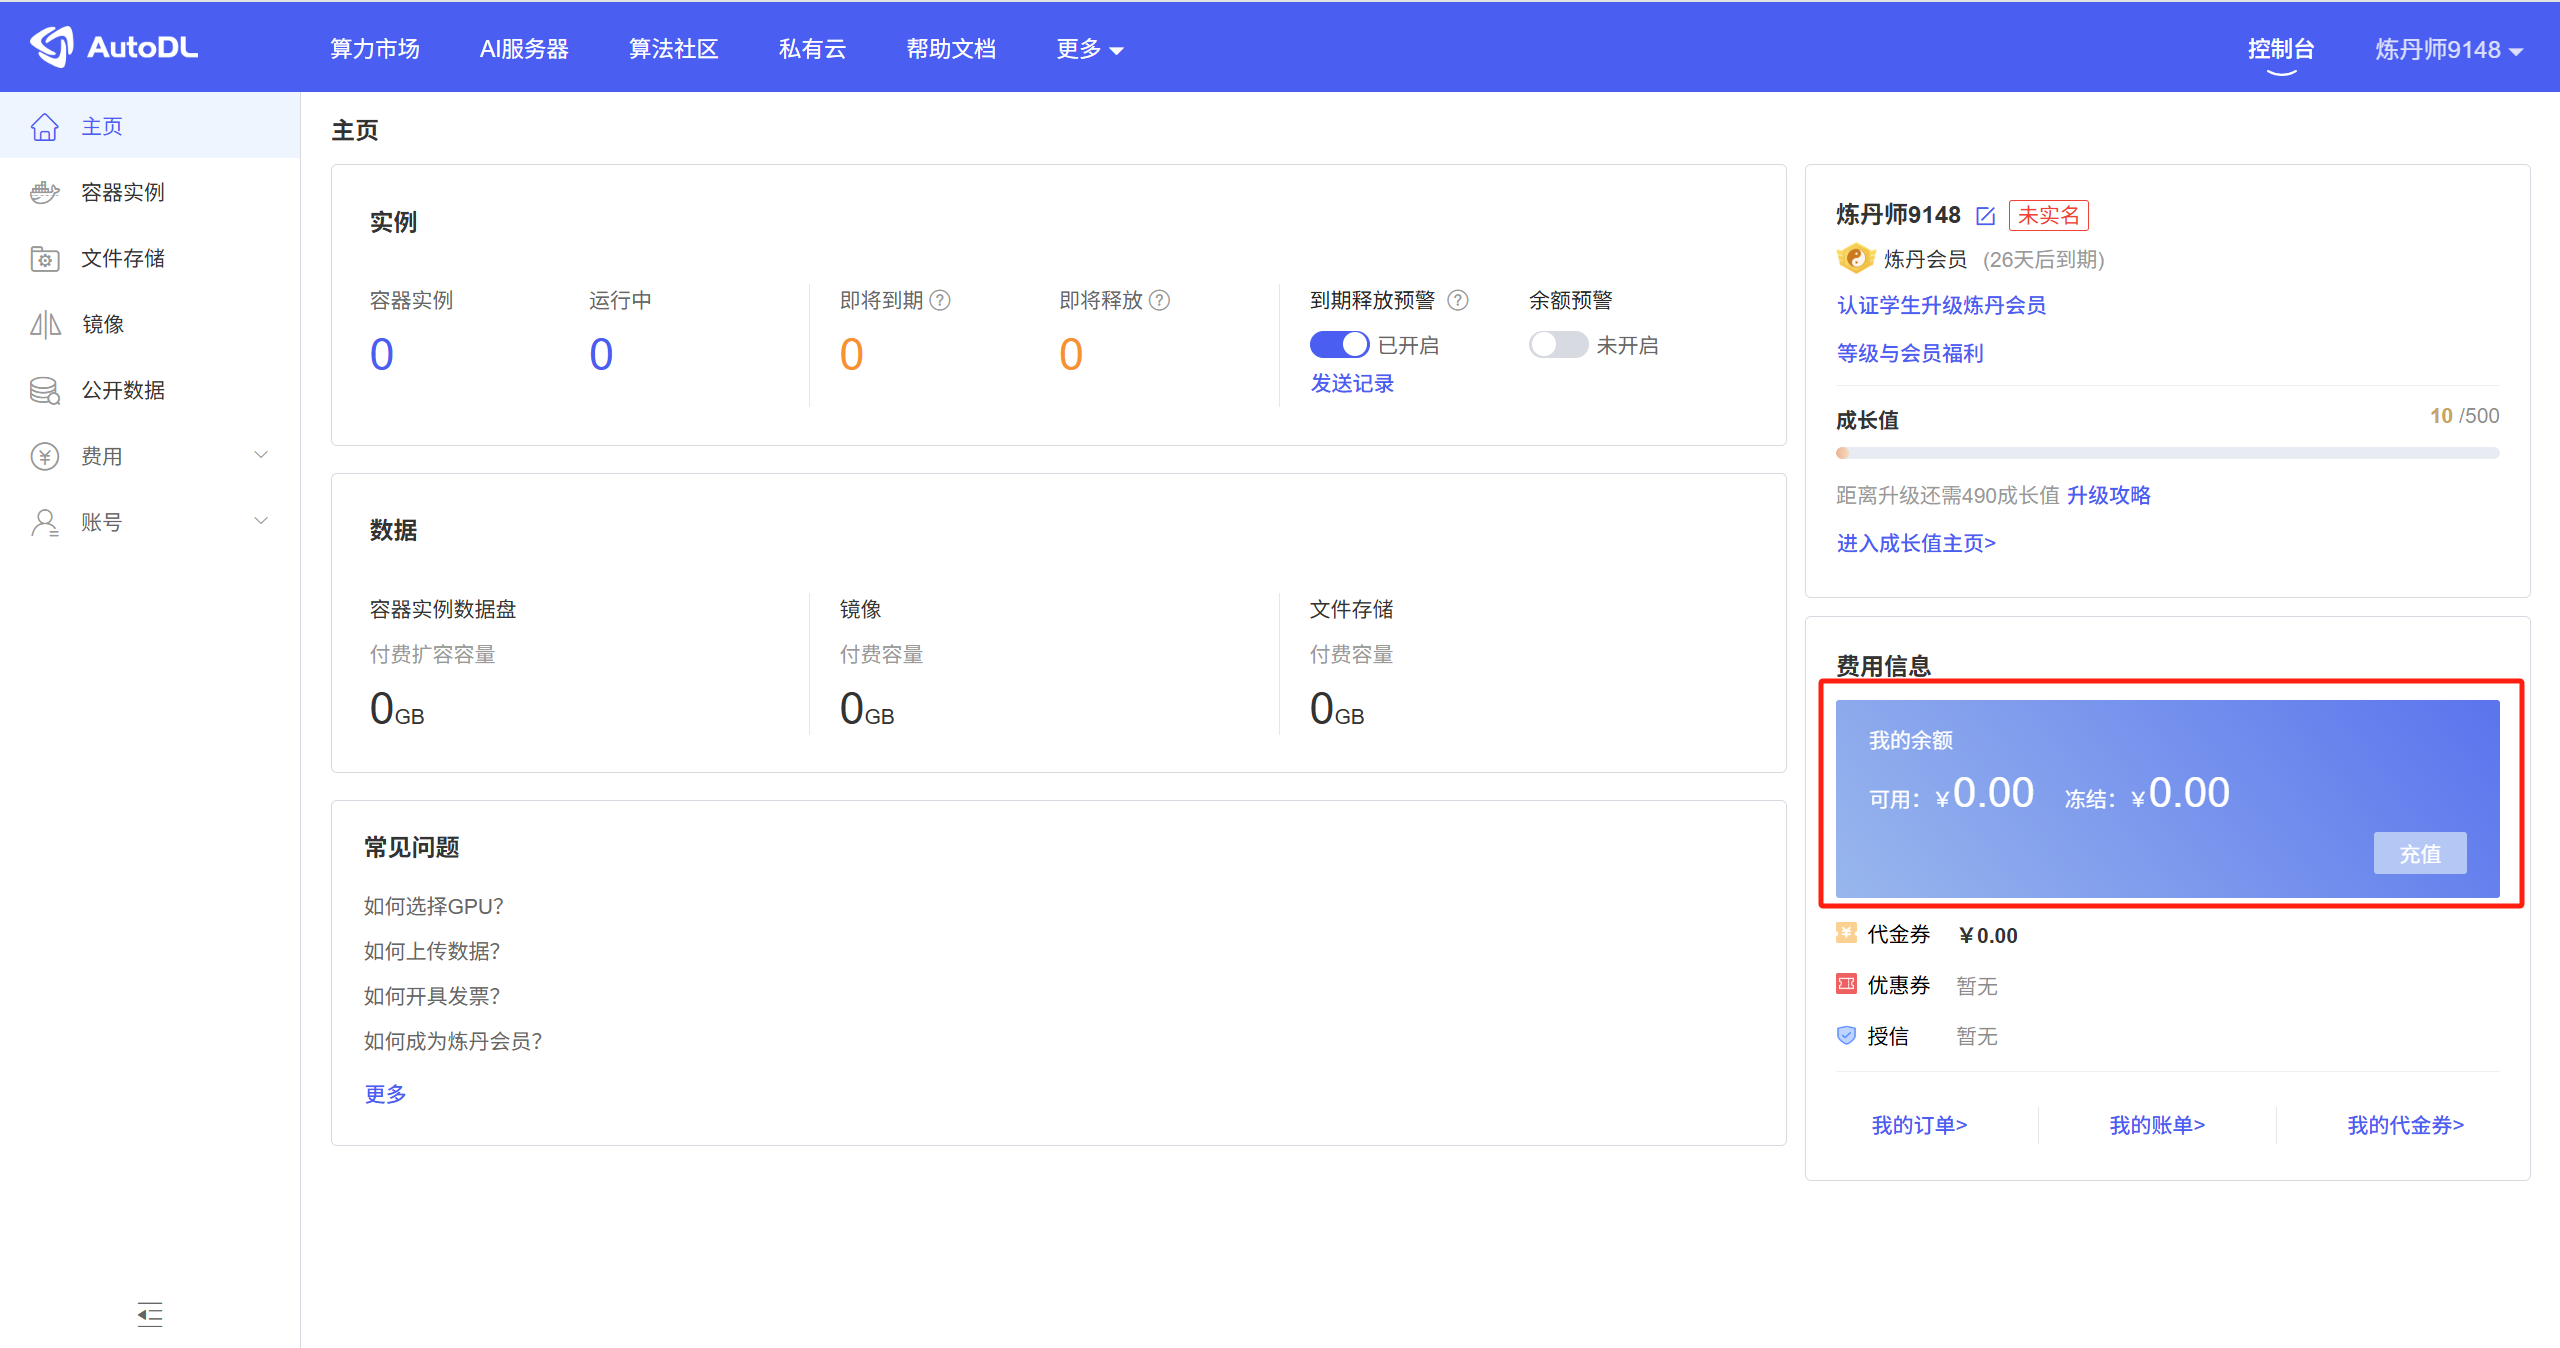 AutoDL 算力市场 AI服务器 算法社区 私有云 帮助文档 更多 控制台 炼丹师9148
主页
容器实例
文件存储
镜像
公开数据
费用
账号
主页
实例
容器实例 运行中 即将到期 ? 即将释放 ? 到期释放预警 ? 余额预警
0 0 0 0 已开启 未开启
发送记录
数据
容器实例数据盘 镜像 文件存储
付费扩容容量 付费容量 付费容量
0GB 0GB 0GB
常见问题
如何选择GPU?
如何上传数据?
如何开具发票?
如何成为炼丹会员?
更多
炼丹师9148 未实名
炼丹会员 (26天后到期)
认证学生升级炼丹会员
等级与会员福利
成长值 10 /500
距离升级还需490成长值 升级攻略
进入成长值主页>
费用信息
我的余额
可用: ¥0.00 冻结: ¥0.00
充值
代金券 ¥0.00
优惠券 暂无
授信 暂无
我的订单> 我的账单> 我的代金券>